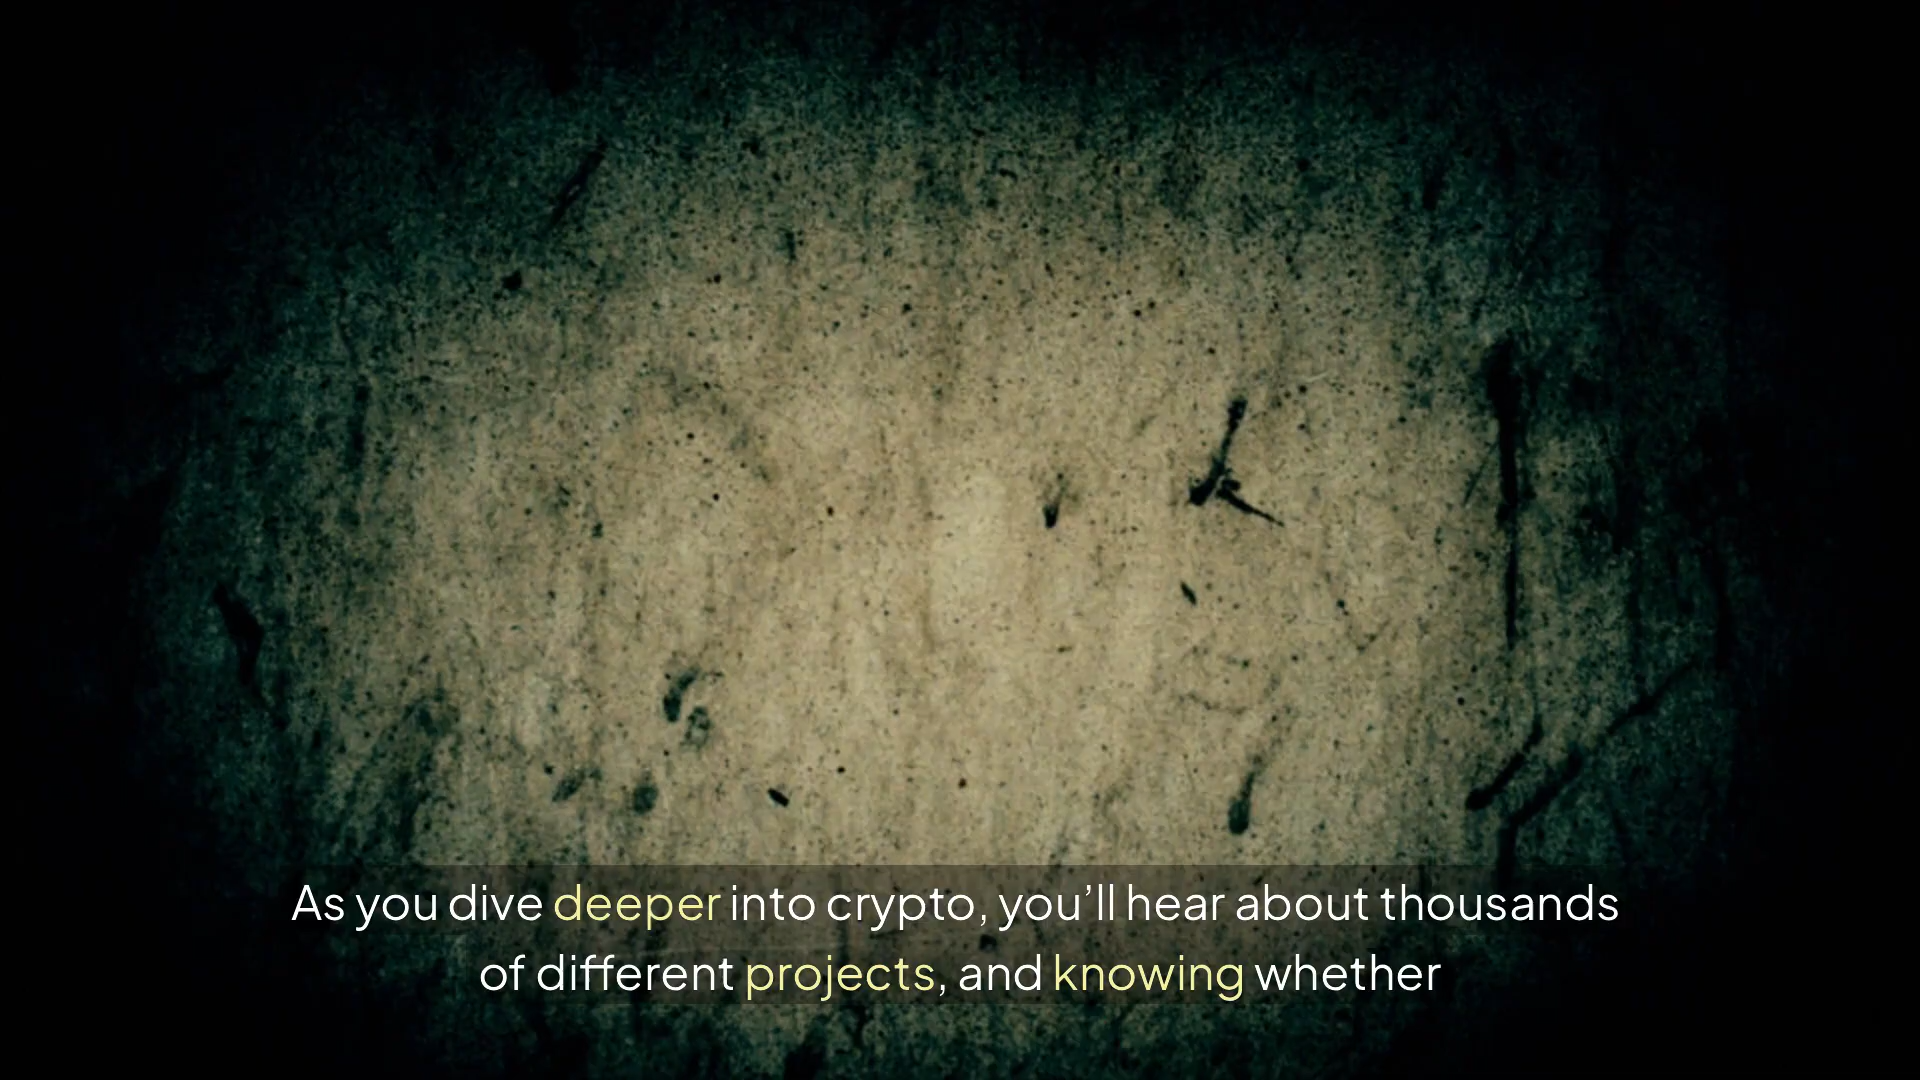 As you dive deeper into crypto, you’ll hear about thousands
of different projects, and knowing whether